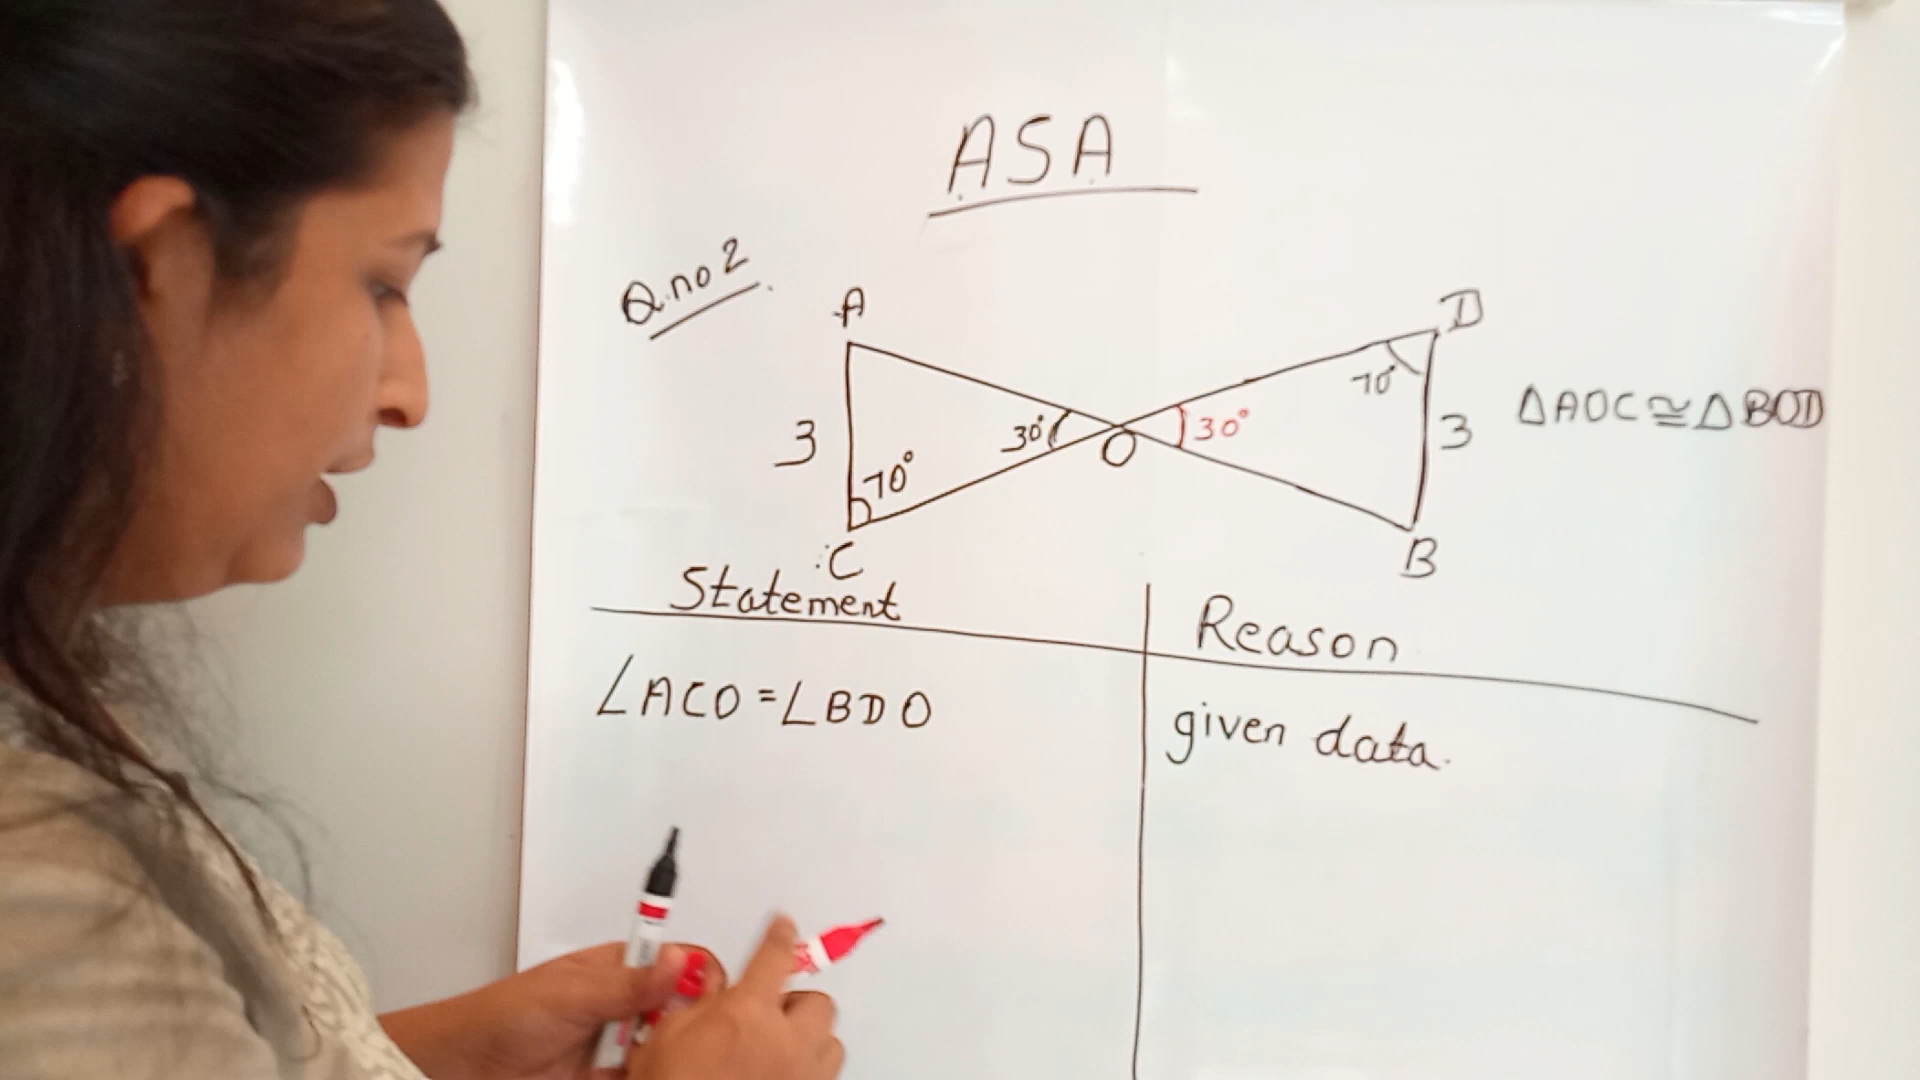 ASA
Q.no 2
A
D
3
70°
30°
O
30°
70°
3
△AOC ≅ △BOD
C
B
Statement
Reason
∠ACO = ∠BDO
given data.